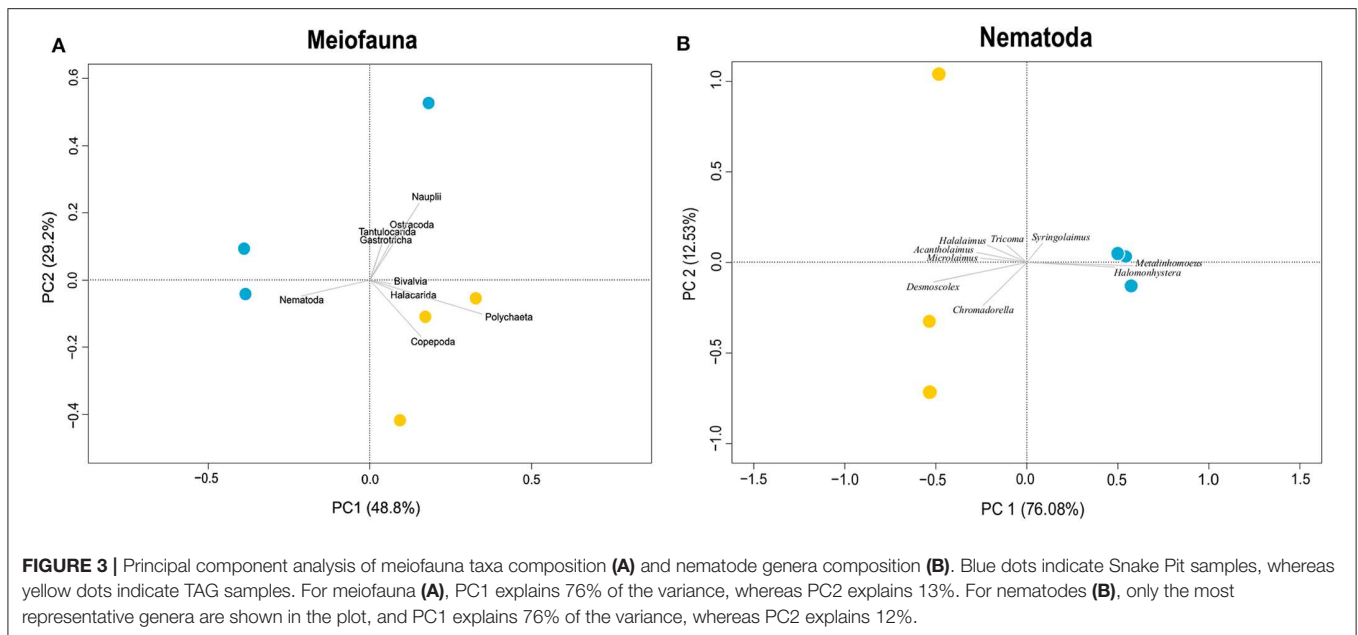 A
Meiofauna
0.6
0.4
0.2
0.0
−0.2
−0.4
PC2 (29.2%)
Nauplii
Ostracoda
Tantulocarida
Gastrotricha
Bivalvia
Nematoda
Halacarida
Polychaeta
Copepoda
−0.5
0.0
0.5
PC1 (48.8%)
B
Nematoda
1.0
0.5
0.0
−0.5
−1.0
PC 2 (12.53%)
Syringolaimus
Halalaimus
Tricoma
Acantholaimus
Microlaimus
Metalinhomoeus
Halomonhystera
Desmoscolex
Chromadorella
−1.5
−1.0
−0.5
0.0
0.5
1.0
1.5
PC 1 (76.08%)
FIGURE 3 | Principal component analysis of meiofauna taxa composition (A) and nematode genera composition (B). Blue dots indicate Snake Pit samples, whereas
yellow dots indicate TAG samples. For meiofauna (A), PC1 explains 76% of the variance, whereas PC2 explains 13%. For nematodes (B), only the most
representative genera are shown in the plot, and PC1 explains 76% of the variance, whereas PC2 explains 12%.